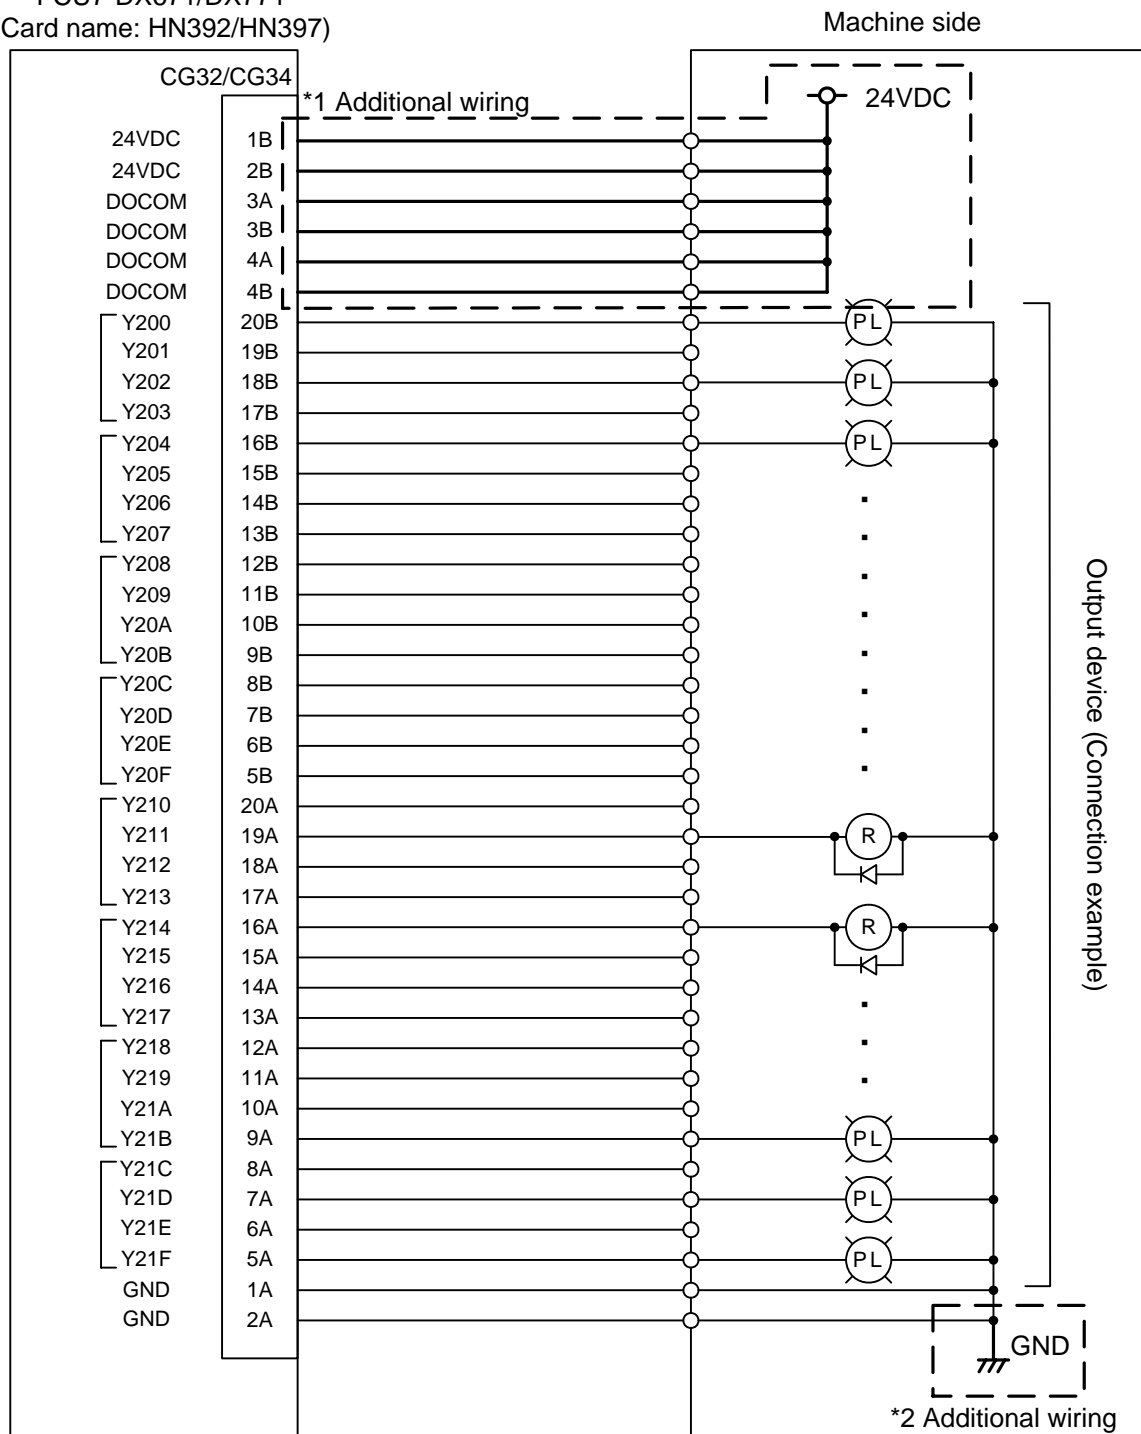 Card name: HN392/HN397)
Machine side
CG32/CG34
*1 Additional wiring
24VDC
24VDC 1B
24VDC 2B
DOCOM 3A
DOCOM 3B
DOCOM 4A
DOCOM 4B
Y200 20B PL
Y201 19B
Y202 18B PL
Y203 17B
Y204 16B PL
Y205 15B
Y206 14B
Y207 13B
Y208 12B
Y209 11B
Y20A 10B
Y20B 9B
Y20C 8B
Y20D 7B
Y20E 6B
Y20F 5B
Y210 20A
Y211 19A R
Y212 18A
Y213 17A
Y214 16A R
Y215 15A
Y216 14A
Y217 13A
Y218 12A
Y219 11A
Y21A 10A
Y21B 9A PL
Y21C 8A
Y21D 7A PL
Y21E 6A
Y21F 5A PL
GND 1A
GND 2A
Output device (Connection example)
GND
*2 Additional wiring